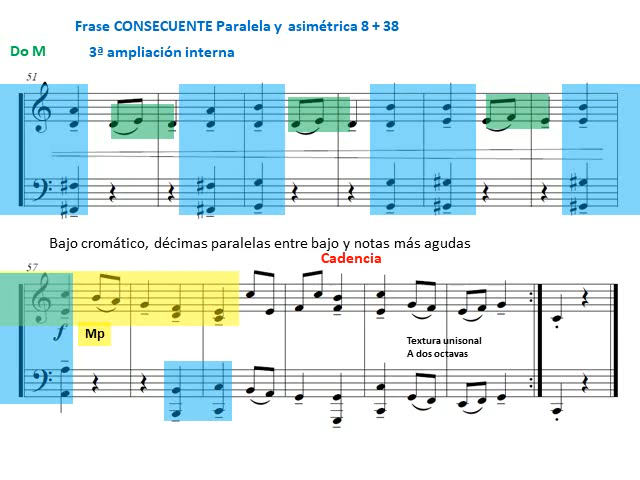 Frase CONSECUENTE Paralela y asimétrica 8 + 38
Do M
3ª ampliación interna
51
Bajo cromático, décimas paralelas entre bajo y notas más agudas
Cadencia
57
f
Mp
Textura unisonal
A dos octavas